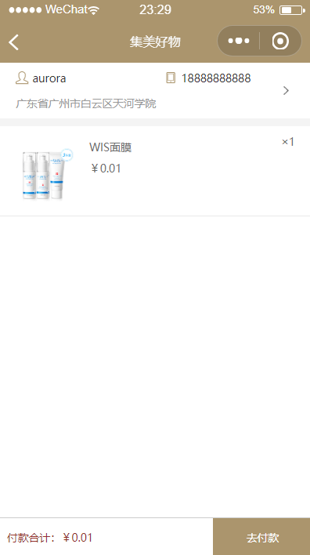 WeChat 23:29 53%
集美好物
aurora 18888888888
广东省广州市白云区天河学院
WIS面膜 ×1
￥0.01
付款合计：￥0.01 去付款